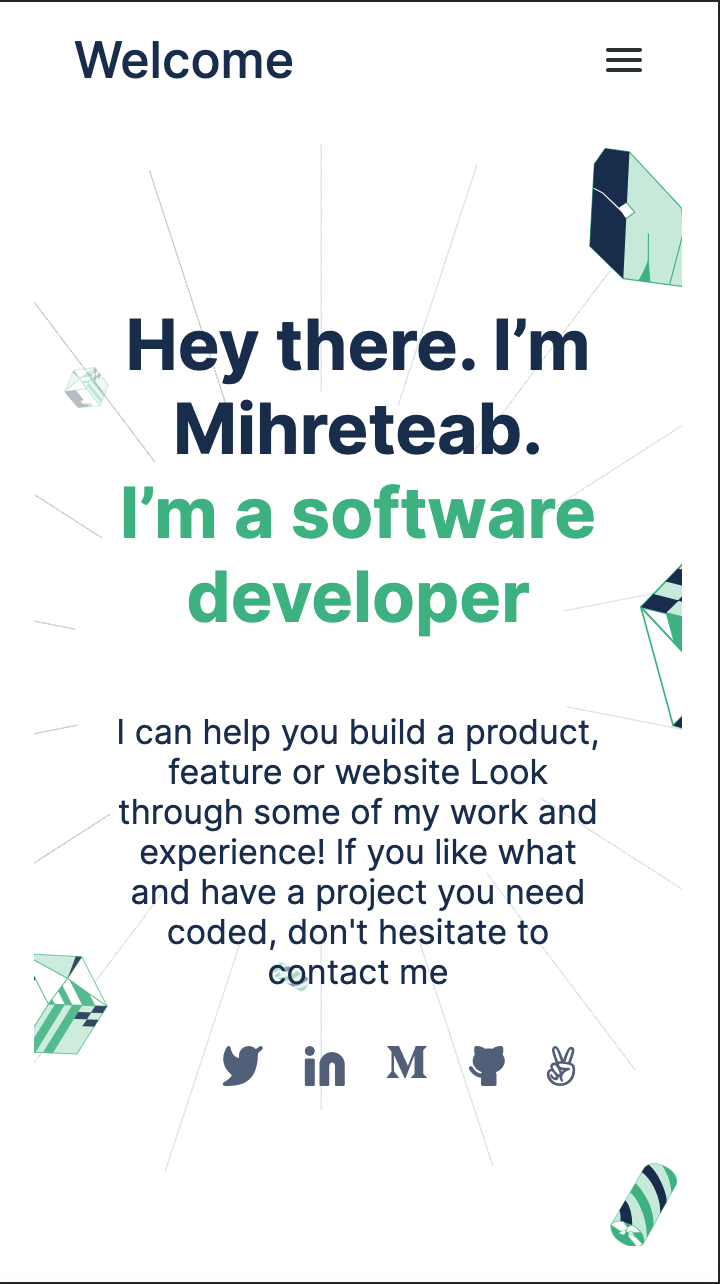 Welcome
Hey there. I’m
Mihreteab.
I’m a software
developer
I can help you build a product,
feature or website Look
through some of my work and
experience! If you like what
and have a project you need
coded, don't hesitate to
contact me